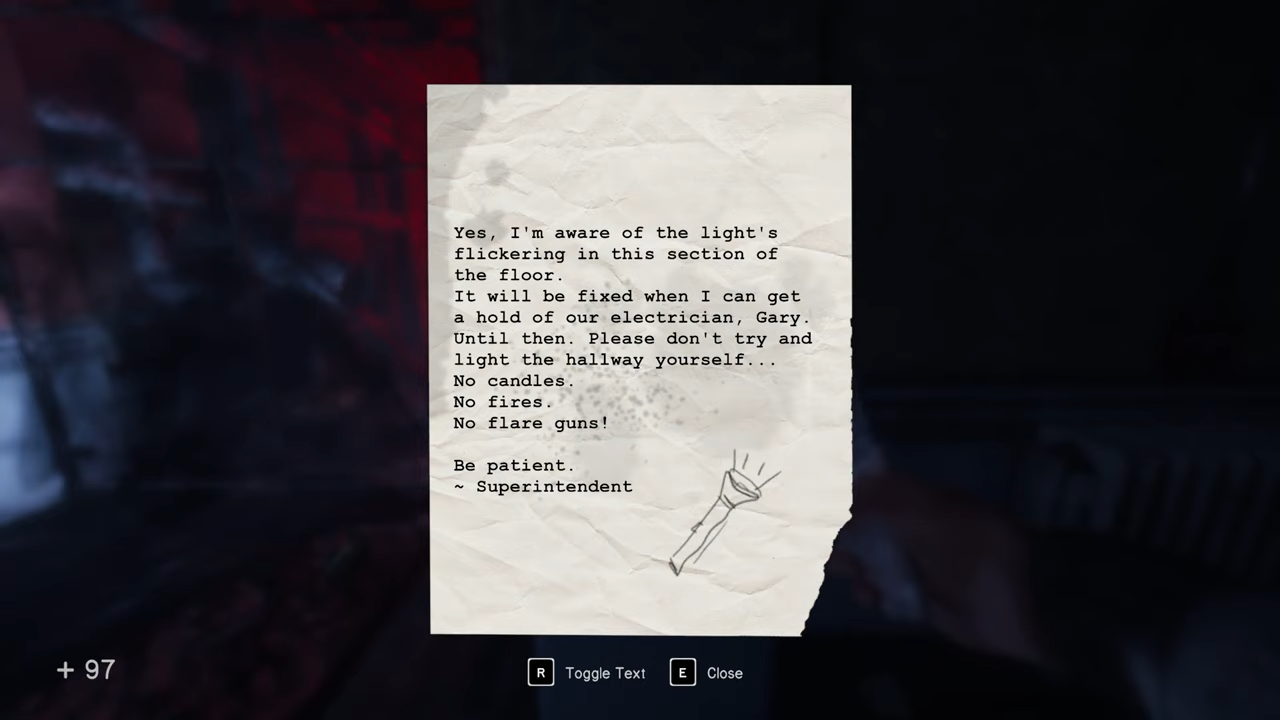 Yes, I'm aware of the light's
flickering in this section of
the floor.
It will be fixed when I can get
a hold of our electrician, Gary.
Until then. Please don't try and
light the hallway yourself...
No candles.
No fires.
No flare guns!
Be patient.
~ Superintendent
+ 97
R Toggle Text E Close